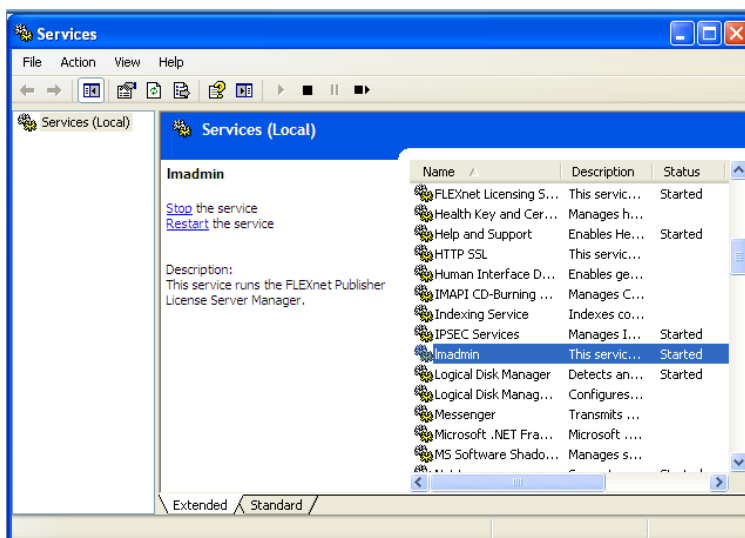 Services
File Action View Help
Services (Local)
Services (Local)
lmadmin
Stop the service
Restart the service
Description:
This service runs the FLEXnet Publisher
License Server Manager.
Name Description Status
FLEXnet Licensing S... This servic... Started
Health Key and Cer... Manages h...
Help and Support Enables He... Started
HTTP SSL This servic...
Human Interface D... Enables ge...
IMAPI CD-Burning ... Manages C...
Indexing Service Indexes co...
IPSEC Services Manages I... Started
lmadmin This servic... Started
Logical Disk Manager Detects an... Started
Logical Disk Manag... Configures...
Messenger Transmits ...
Microsoft .NET Fra... Microsoft ....
MS Software Shado... Manages s...
Extended Standard